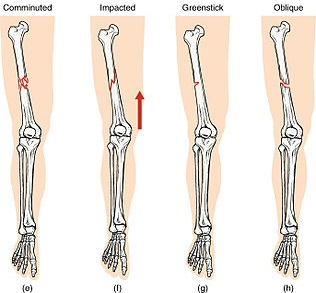 Comminuted Impacted Greenstick Oblique
(e) (f) (g) (h)